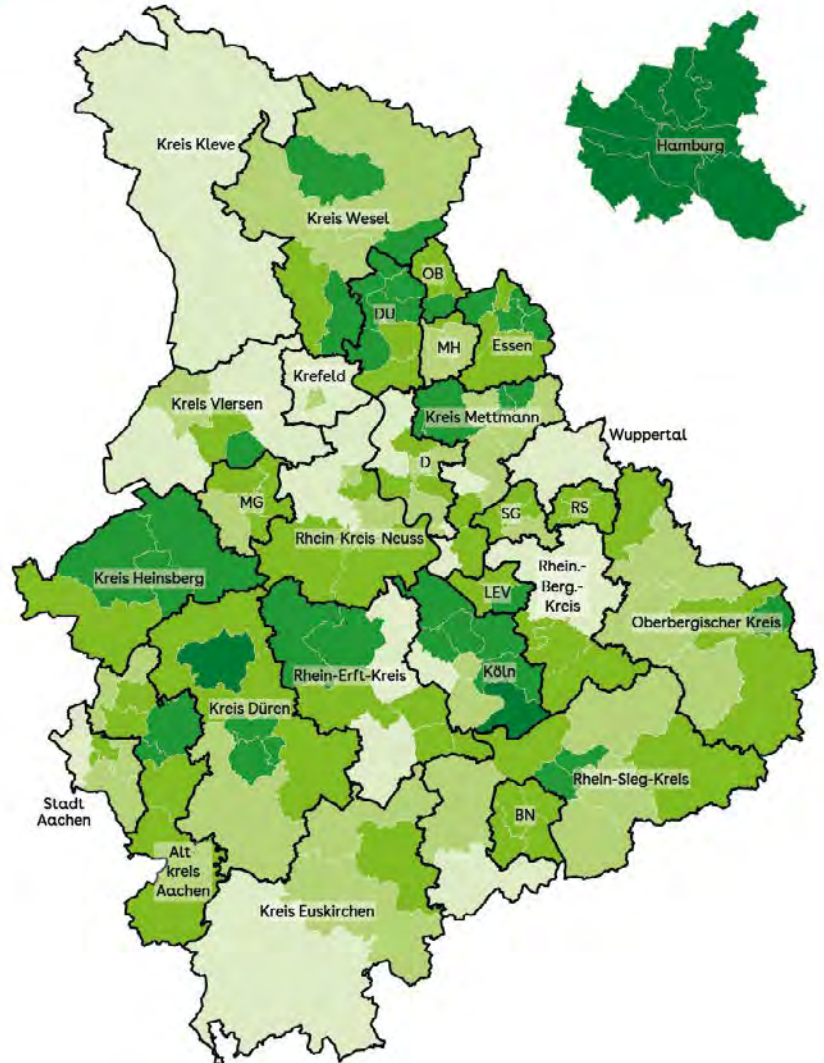 Kreis Kleve
Hamburg
Kreis Wesel
OB
DU
MH
Essen
Krefeld
Kreis Viersen
Kreis Mettmann
Wuppertal
D
MG
SG
RS
Rhein-Kreis-Neuss
Rhein.-
Berg.-
Kreis
Kreis Heinsberg
LEV
Oberbergischer Kreis
Köln
Rhein-Erft-Kreis
Kreis Düren
Rhein-Sieg-Kreis
Stadt
Aachen
BN
Alt
kreis
Aachen
Kreis Euskirchen